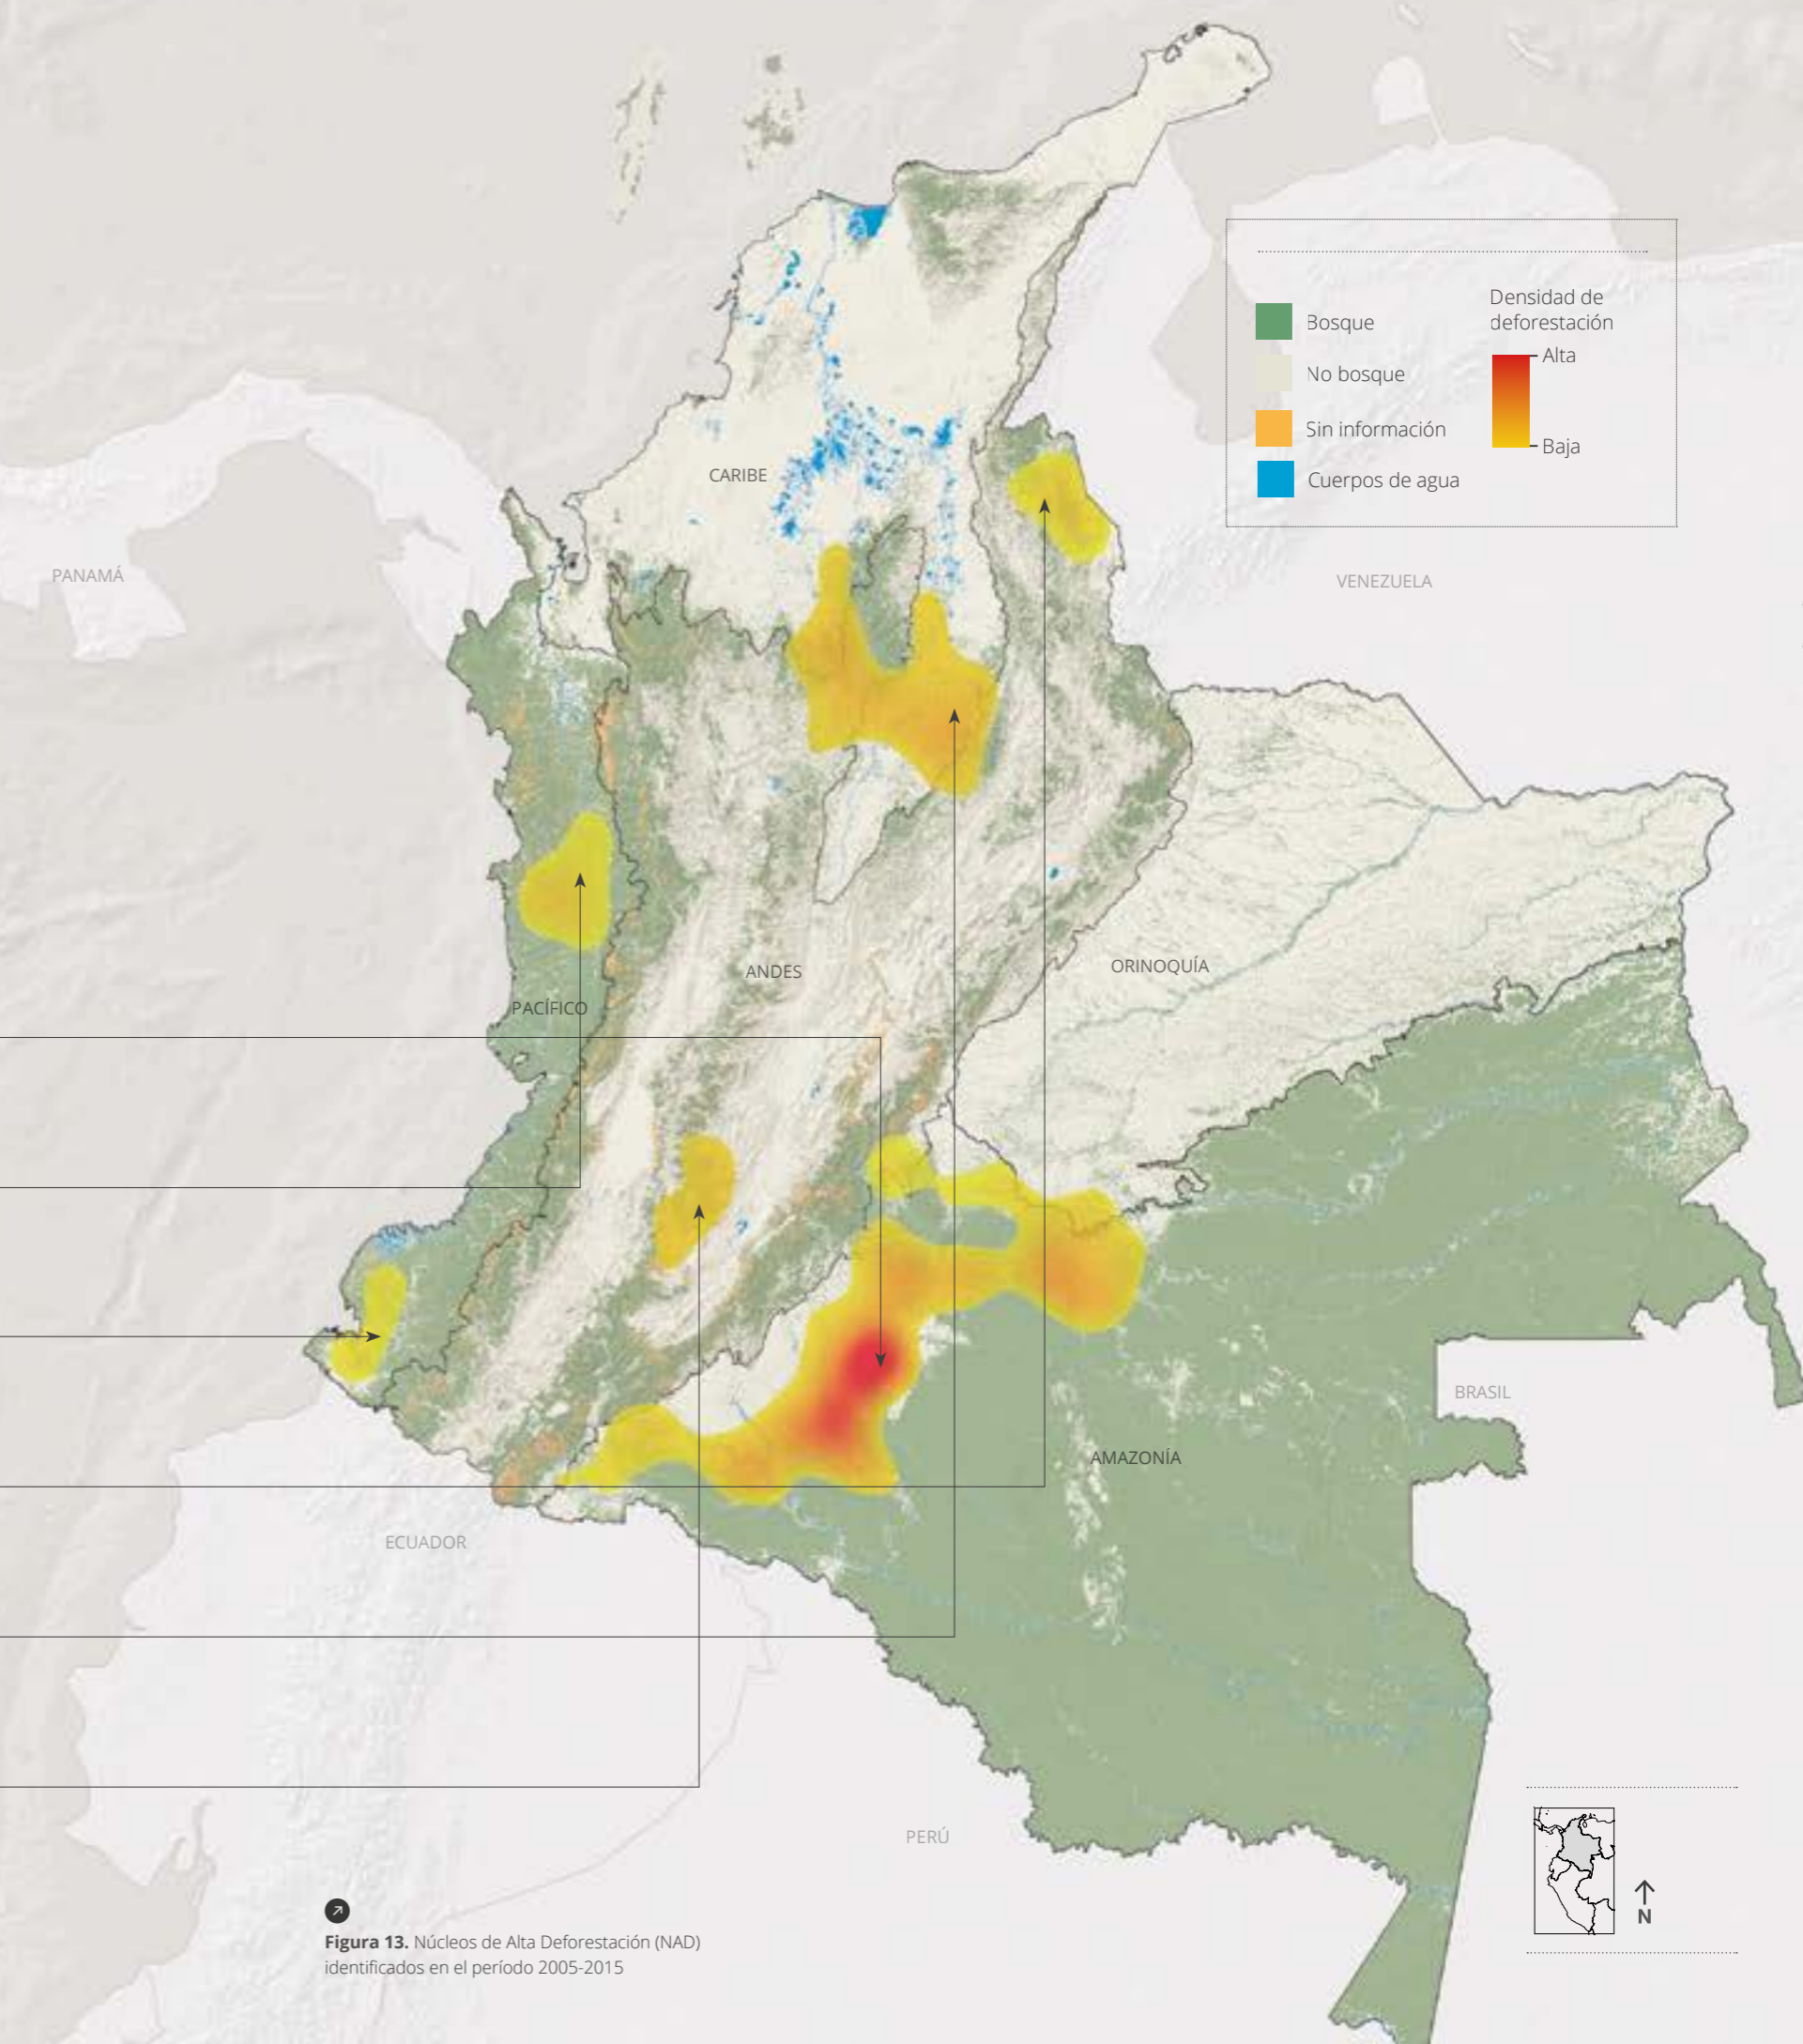 Densidad de
deforestación
Alta
Baja
Bosque
No bosque
Sin información
Cuerpos de agua
CARIBE
PANAMÁ
VENEZUELA
ANDES
ORINOQUÍA
PACÍFICO
BRASIL
AMAZONÍA
ECUADOR
PERÚ
N
Figura 13. Núcleos de Alta Deforestación (NAD)
identificados en el período 2005-2015